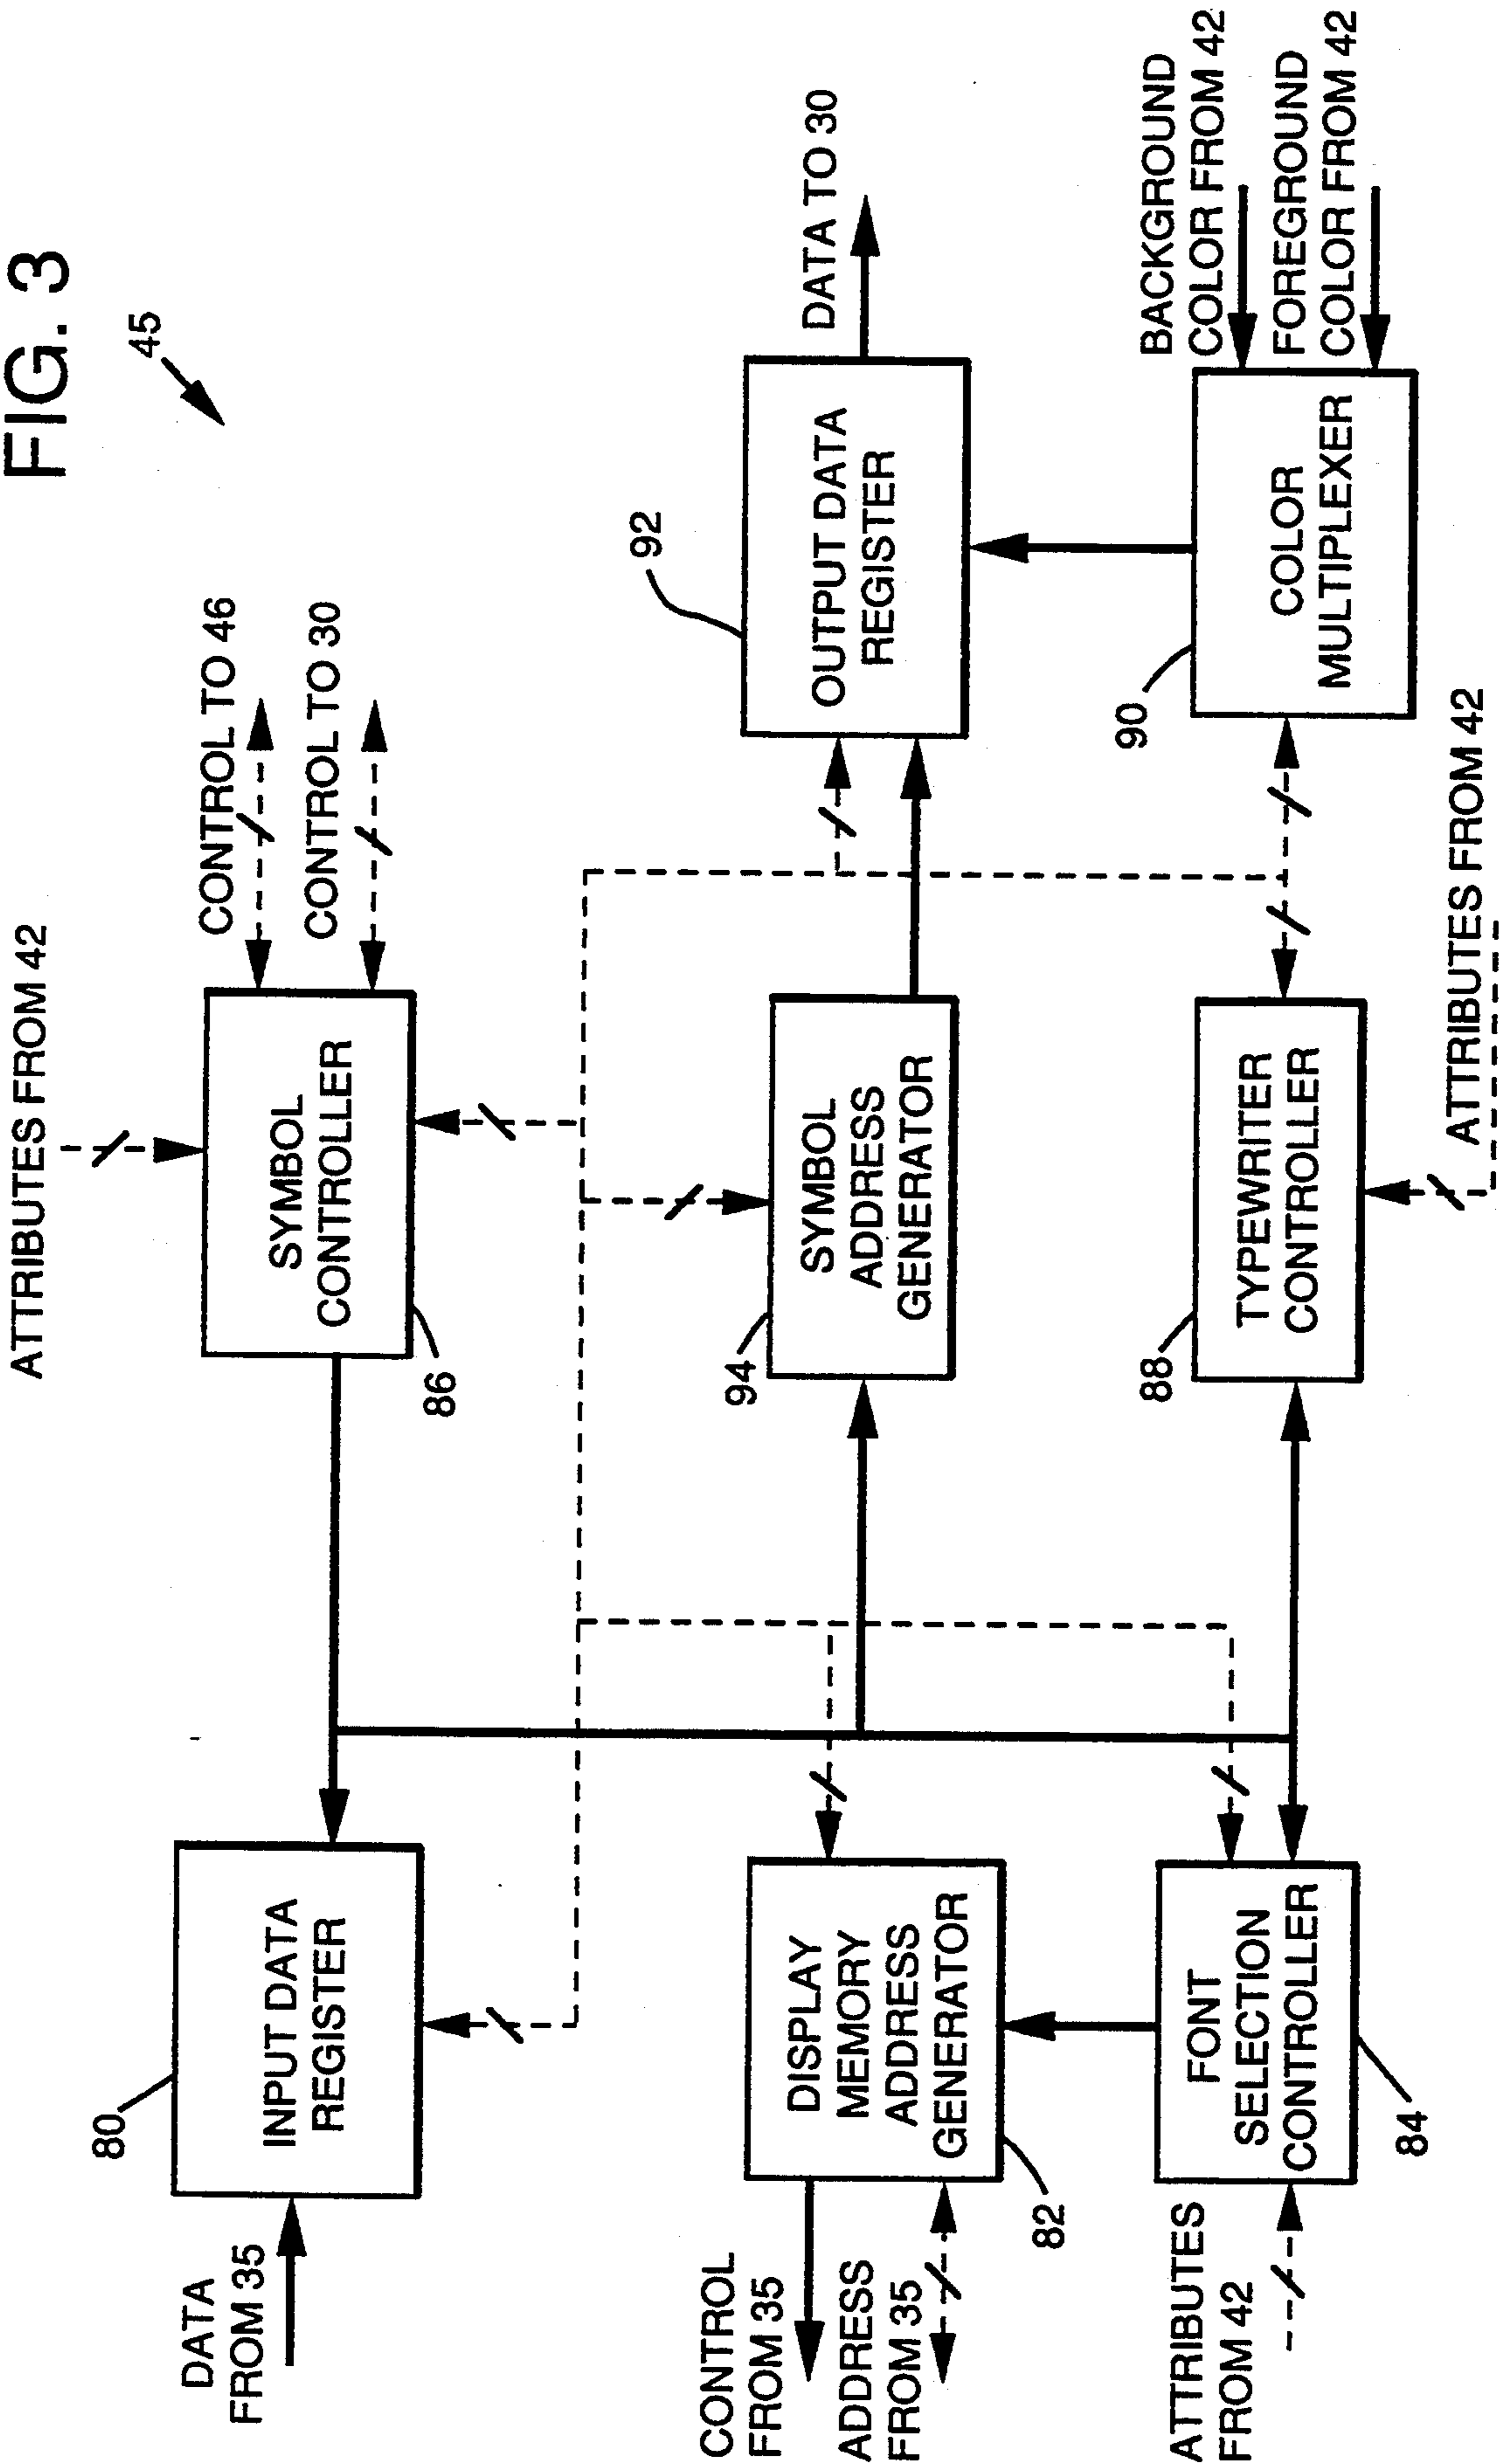 FIG. 3
45
ATTRIBUTES FROM 42
CONTROL TO 46
CONTROL TO 30
SYMBOL
CONTROLLER
86
80
INPUT DATA
REGISTER
DATA
FROM 35
92
OUTPUT DATA
REGISTER
DATA TO 30
94
SYMBOL
ADDRESS
GENERATOR
DISPLAY
MEMORY
ADDRESS
GENERATOR
82
CONTROL
FROM 35
ADDRESS
FROM 35
BACKGROUND
COLOR FROM 42
FOREGROUND
COLOR FROM 42
90
COLOR
MULTIPLEXER
88
TYPEWRITER
CONTROLLER
ATTRIBUTES FROM 42
FONT
SELECTION
CONTROLLER
84
ATTRIBUTES
FROM 42